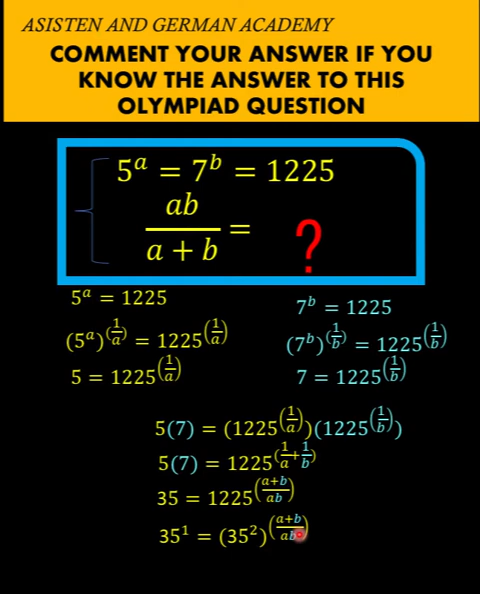 ASISTEN AND GERMAN ACADEMY
COMMENT YOUR ANSWER IF YOU
KNOW THE ANSWER TO THIS
OLYMPIAD QUESTION
5^a = 7^b = 1225
ab/(a + b) = ?
5^a = 1225
(5^a)^(1/a) = 1225^(1/a)
5 = 1225^(1/a)
7^b = 1225
(7^b)^(1/b) = 1225^(1/b)
7 = 1225^(1/b)
5(7) = (1225^(1/a))(1225^(1/b))
5(7) = 1225^(1/a + 1/b)
35 = 1225^((a+b)/ab)
35^1 = (35^2)^((a+b)/ab)